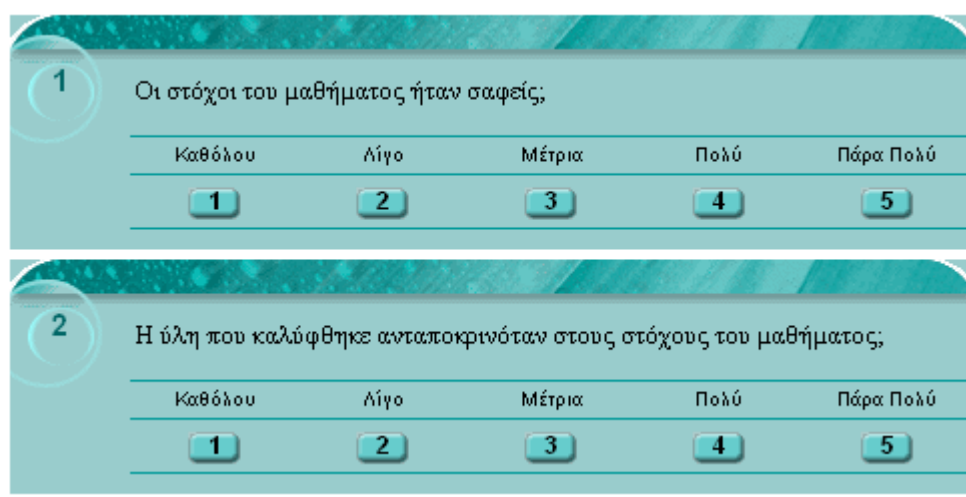 1
Οι στόχοι του μαθήματος ήταν σαφείς;
Καθόλου Λίγο Μέτρια Πολύ Πάρα Πολύ
1 2 3 4 5
2
Η ύλη που καλύφθηκε ανταποκρινόταν στους στόχους του μαθήματος;
Καθόλου Λίγο Μέτρια Πολύ Πάρα Πολύ
1 2 3 4 5